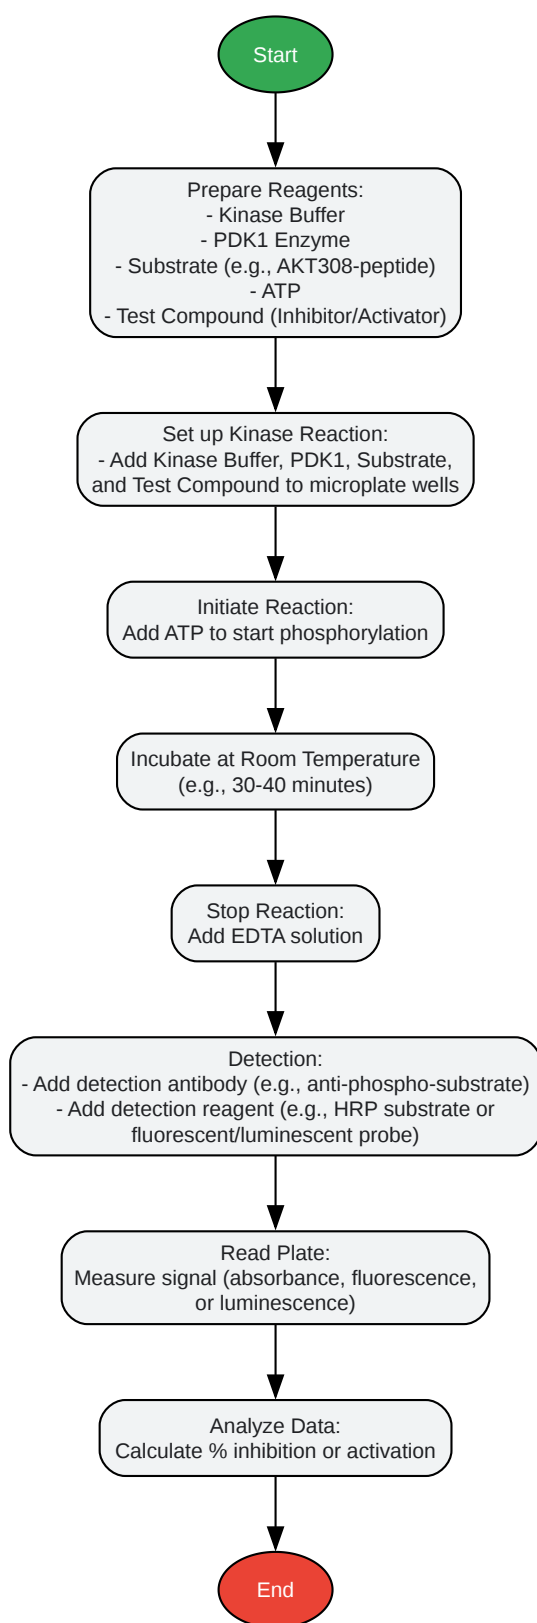 Start
Prepare Reagents:
- Kinase Buffer
- PDK1 Enzyme
- Substrate (e.g., AKT308-peptide)
- ATP
- Test Compound (Inhibitor/Activator)
Set up Kinase Reaction:
- Add Kinase Buffer, PDK1, Substrate,
and Test Compound to microplate wells
Initiate Reaction:
Add ATP to start phosphorylation
Incubate at Room Temperature
(e.g., 30-40 minutes)
Stop Reaction:
Add EDTA solution
Detection:
- Add detection antibody (e.g., anti-phospho-substrate)
- Add detection reagent (e.g., HRP substrate or
fluorescent/luminescent probe)
Read Plate:
Measure signal (absorbance, fluorescence,
or luminescence)
Analyze Data:
Calculate % inhibition or activation
End